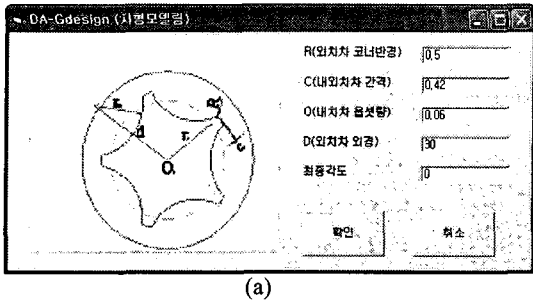 DA-Gdesign (치형모델링)
R(외치차 코너반경) 0.5
C(내외치차 간격) 0.42
O(내치차 옵셋량) 0.06
D(외치차 외경) 30
최종각도 0
확인 취소
r.
d
r.
R
c
O.
(a)